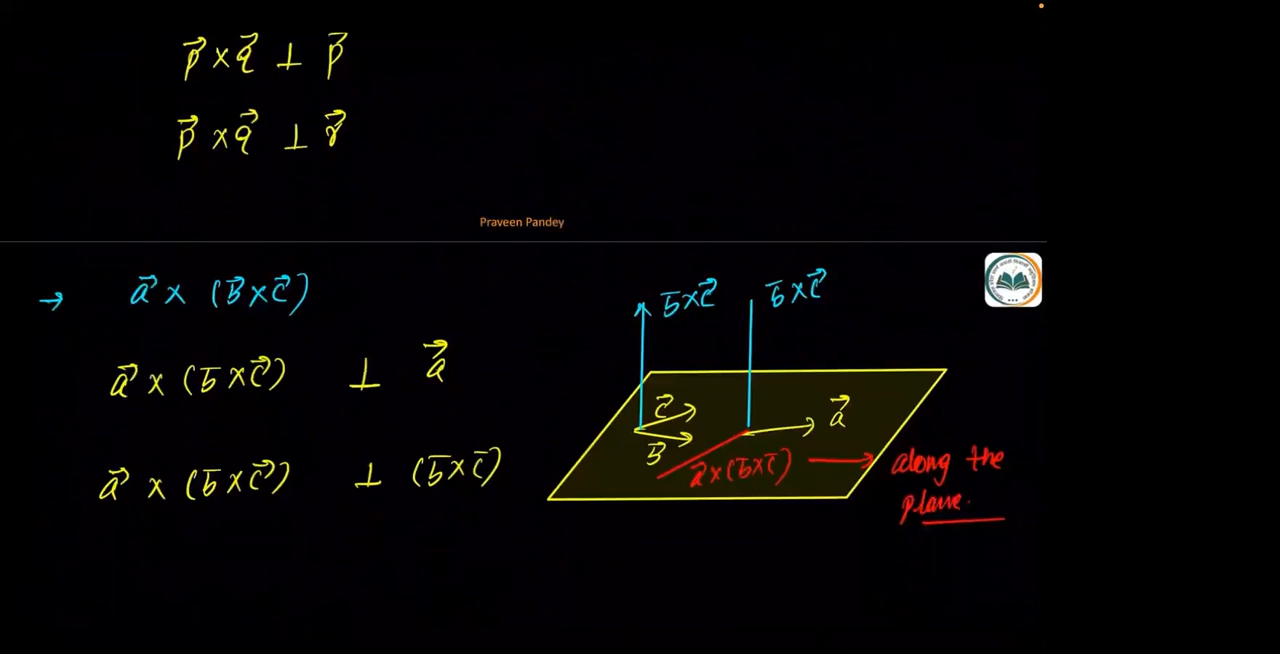 p⃗ × q⃗ ⊥ p⃗
p⃗ × q⃗ ⊥ r⃗
Praveen Pandey
→ a⃗ × (b⃗ × c⃗)
b̄ × c⃗
b̄ × c⃗
a⃗ × (b̄ × c⃗) ⊥ a⃗
c⃗
b⃗
a⃗
a⃗ × (b̄ × c̄) → along the
plane.
a⃗ × (b̄ × c⃗) ⊥ (b̄ × c̄)